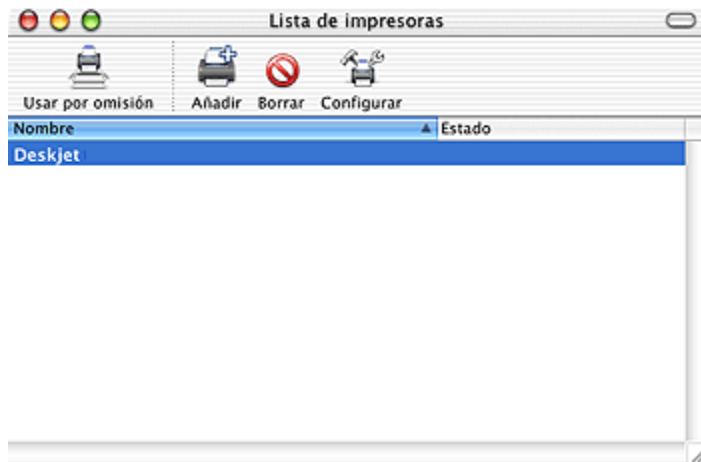 Lista de impresoras
Usar por omisión Añadir Borrar Configurar
Nombre Estado
Deskjet